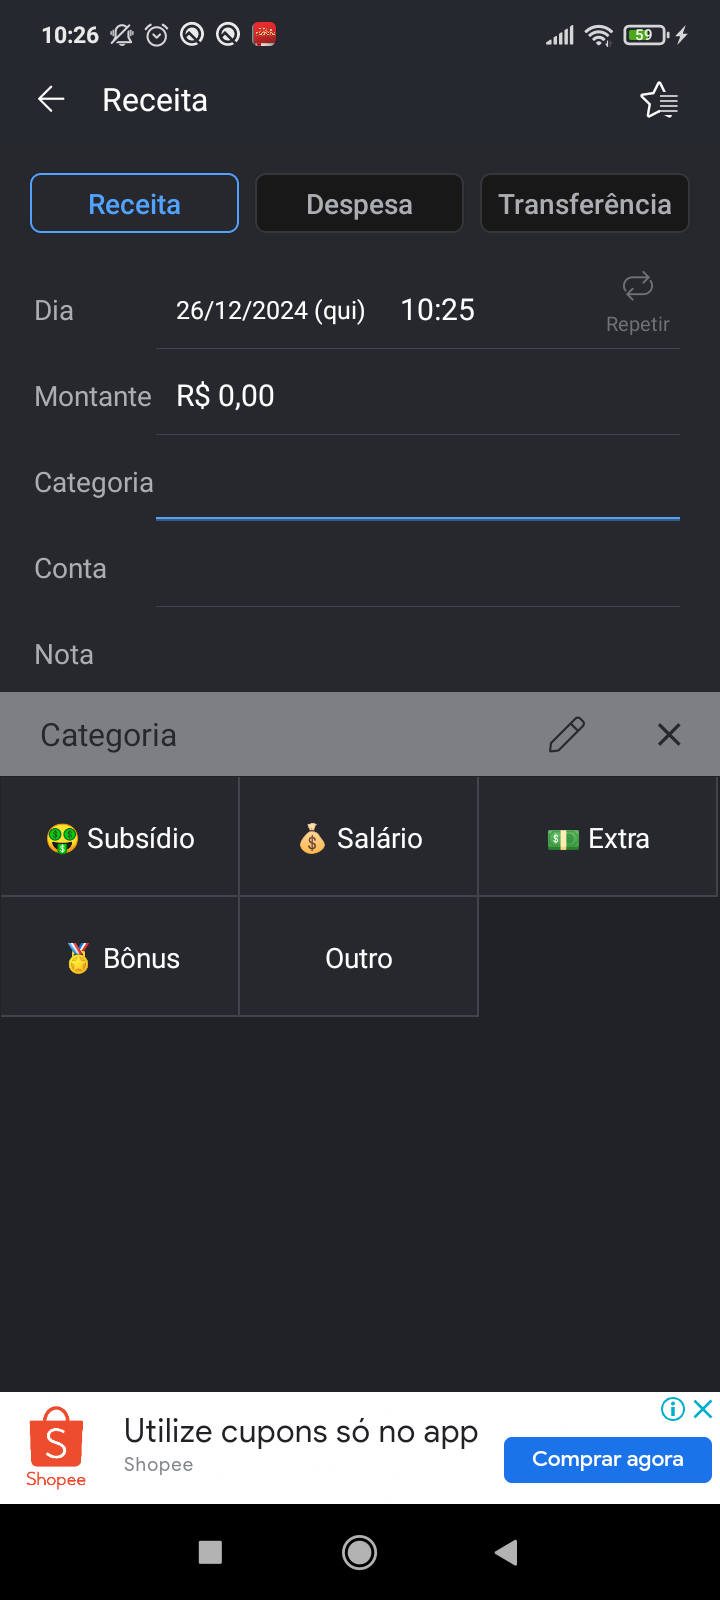 10:26 59
Receita
Receita Despesa Transferência
Dia 26/12/2024 (qui) 10:25 Repetir
Montante R$ 0,00
Categoria
Conta
Nota
Categoria
Subsídio Salário Extra
Bônus Outro
Utilize cupons só no app
Shopee
Comprar agora
Shopee